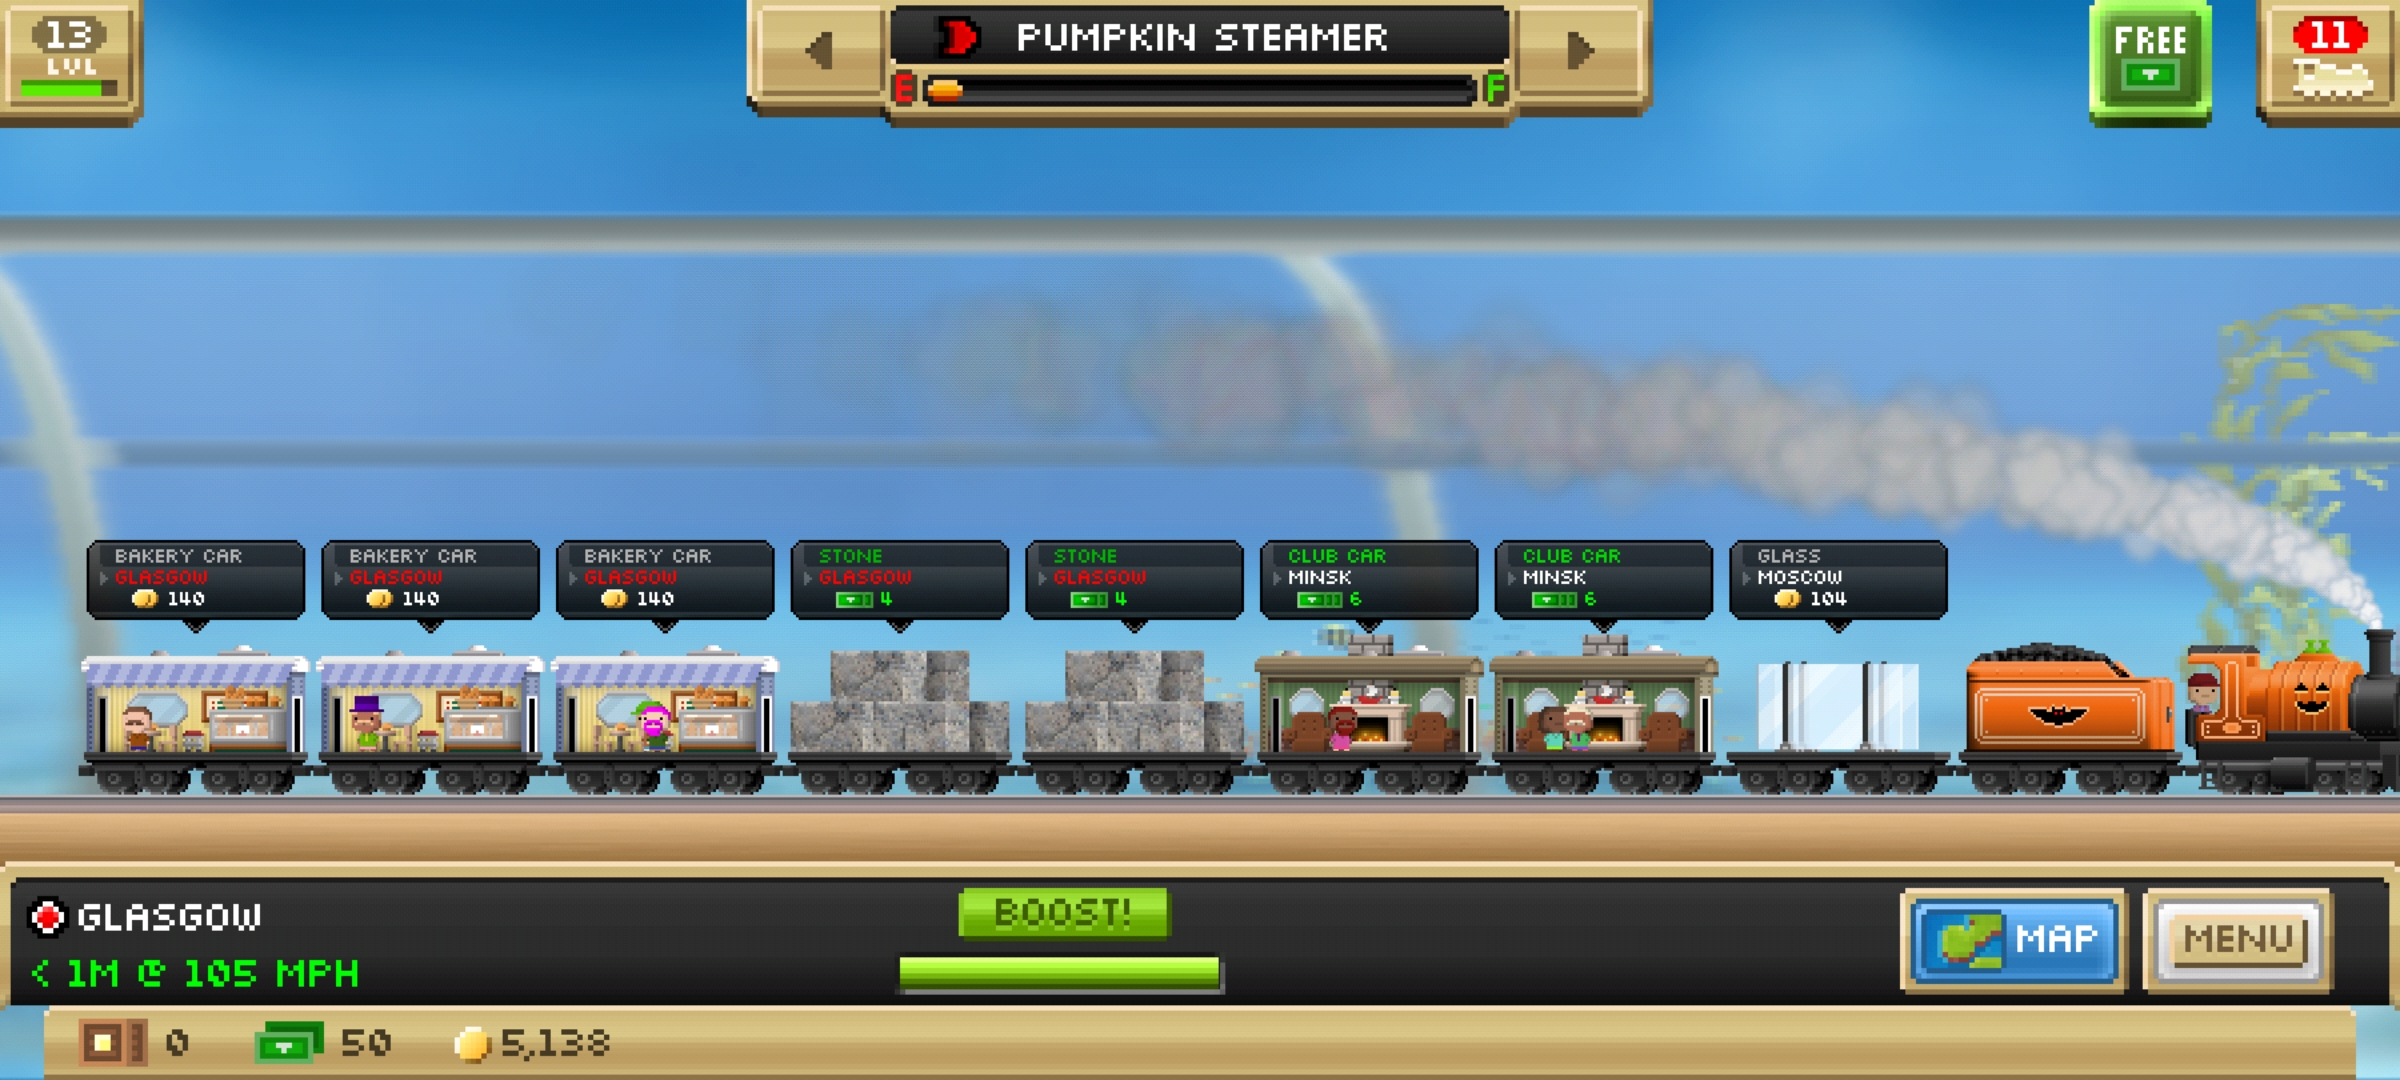 13
LVL
PUMPKIN STEAMER
E F
FREE
11
BAKERY CAR
GLASGOW
140
BAKERY CAR
GLASGOW
140
BAKERY CAR
GLASGOW
140
STONE
GLASGOW
4
STONE
GLASGOW
4
CLUB CAR
MINSK
6
CLUB CAR
MINSK
6
GLASS
MOSCOW
104
GLASGOW
< 1M @ 105 MPH
BOOST!
MAP
MENU
0
50
5,138